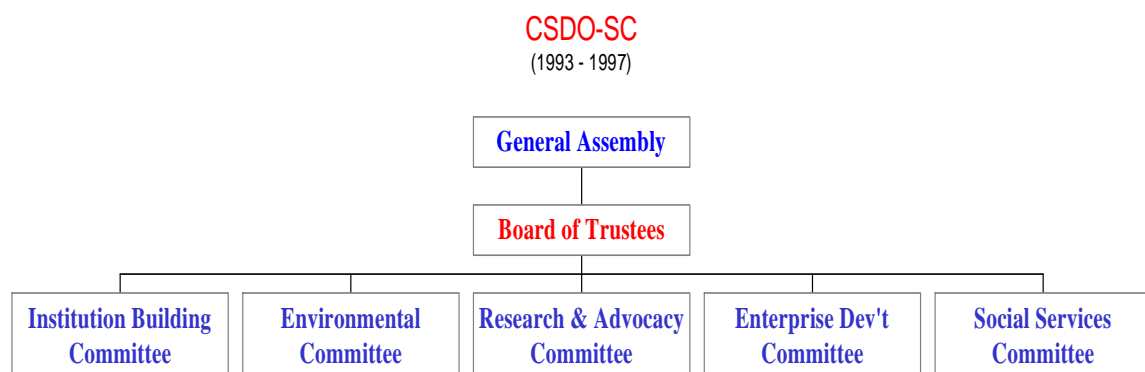 CSDO-SC
(1993 - 1997)
General Assembly
Board of Trustees
Institution Building
Committee
Environmental
Committee
Research & Advocacy
Committee
Enterprise Dev't
Committee
Social Services
Committee